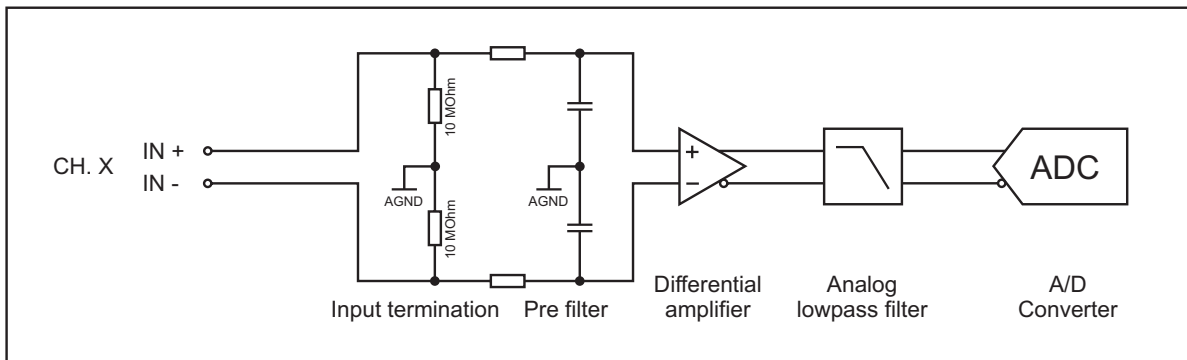 10 MOhm
CH. X
IN +
IN -
AGND
AGND
10 MOhm
+
−
ADC
Input termination
Pre filter
Differential
amplifier
Analog
lowpass filter
A/D
Converter